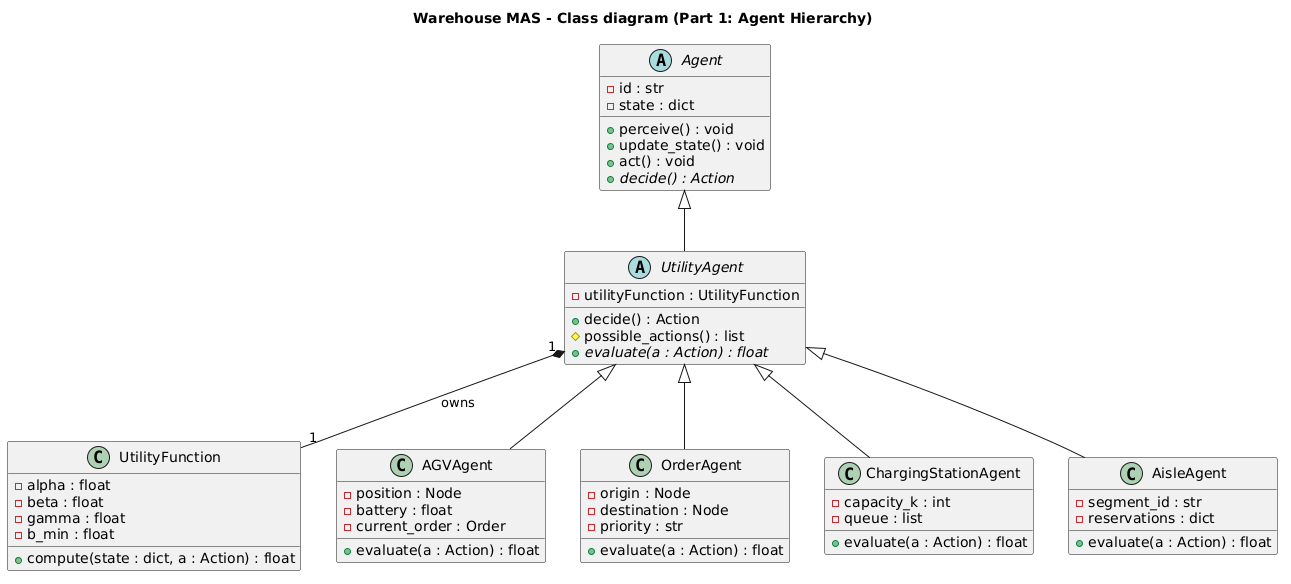 Warehouse MAS - Class diagram (Part 1: Agent Hierarchy)
A Agent
id : str
state : dict
perceive() : void
update_state() : void
act() : void
decide() : Action
A UtilityAgent
utilityFunction : UtilityFunction
decide() : Action
possible_actions() : list
evaluate(a : Action) : float
1
owns
1
C UtilityFunction
alpha : float
beta : float
gamma : float
b_min : float
compute(state : dict, a : Action) : float
C AGVAgent
position : Node
battery : float
current_order : Order
evaluate(a : Action) : float
C OrderAgent
origin : Node
destination : Node
priority : str
evaluate(a : Action) : float
C ChargingStationAgent
capacity_k : int
queue : list
evaluate(a : Action) : float
C AisleAgent
segment_id : str
reservations : dict
evaluate(a : Action) : float